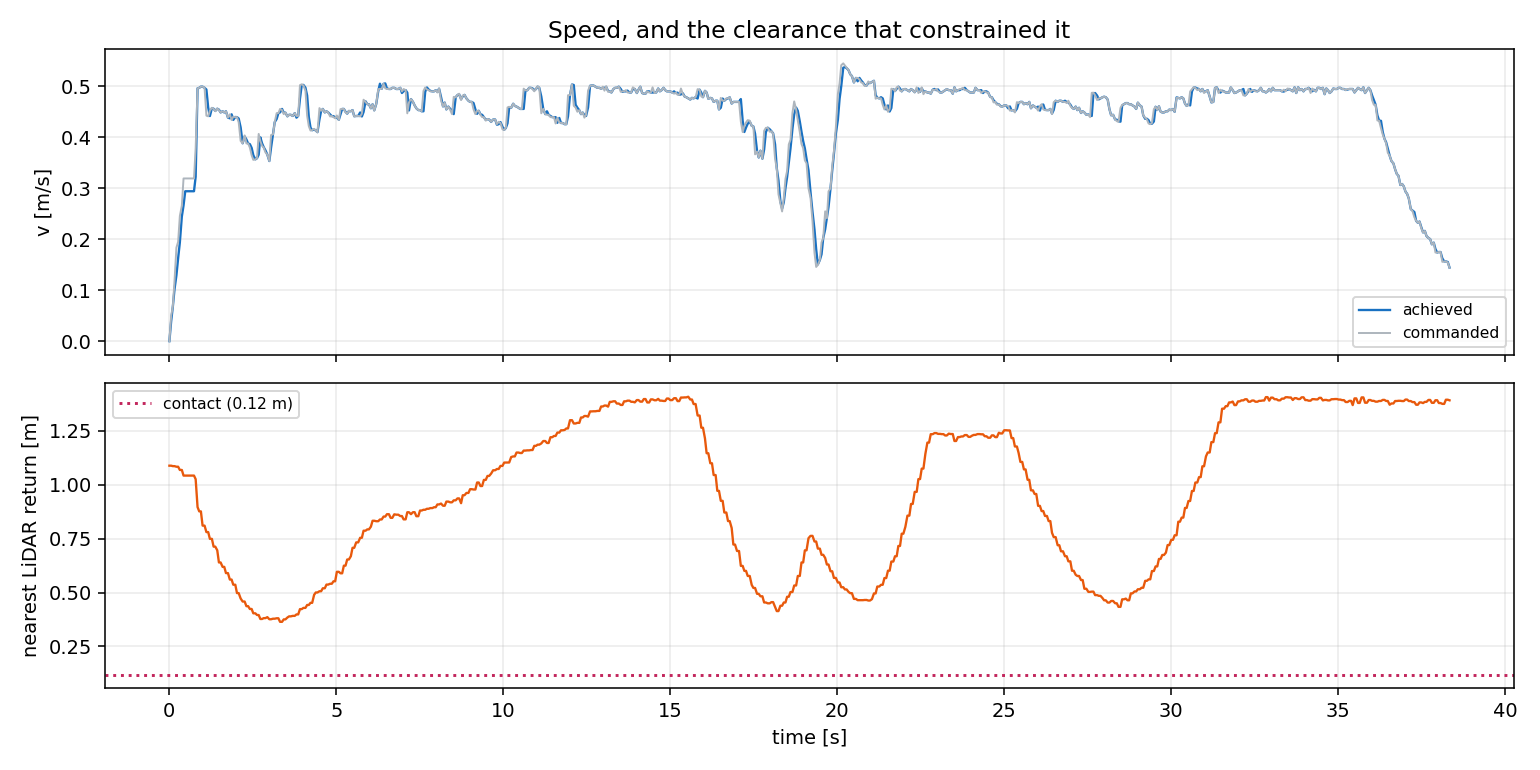 Speed, and the clearance that constrained it
v [m/s]
0.5
0.4
0.3
0.2
0.1
0.0
achieved
commanded
nearest LiDAR return [m]
1.25
1.00
0.75
0.50
0.25
contact (0.12 m)
0 5 10 15 20 25 30 35 40
time [s]